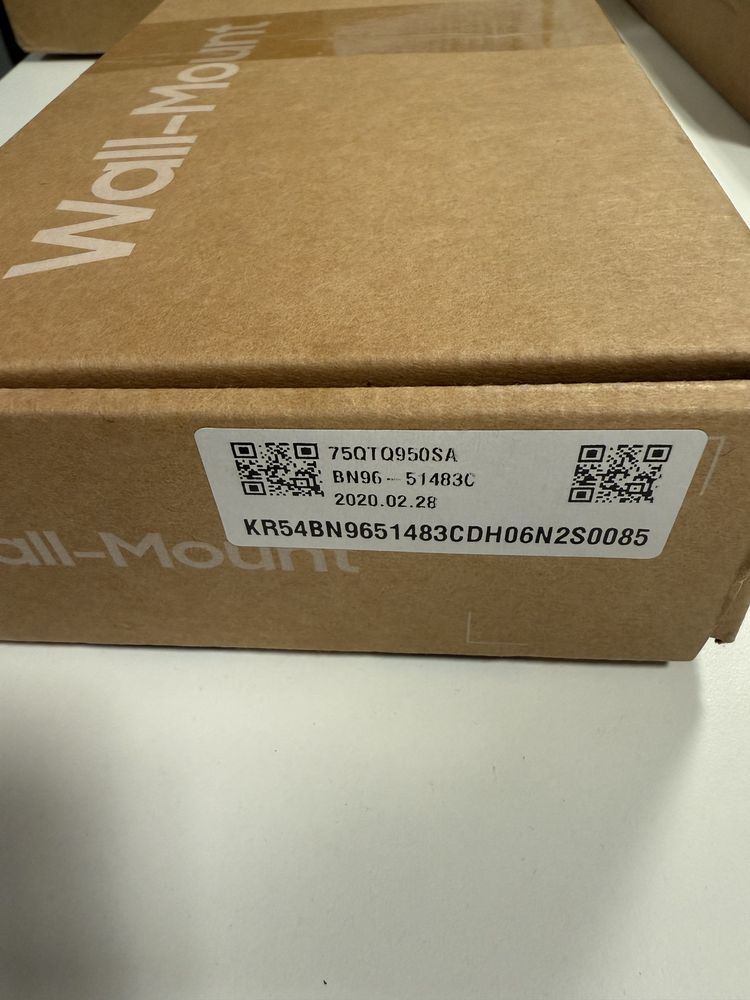 Wall-Mount
75QTQ950SA
BN96-51483C
2020.02.28
KR54BN9651483CDH06N2S0085
all-Mount